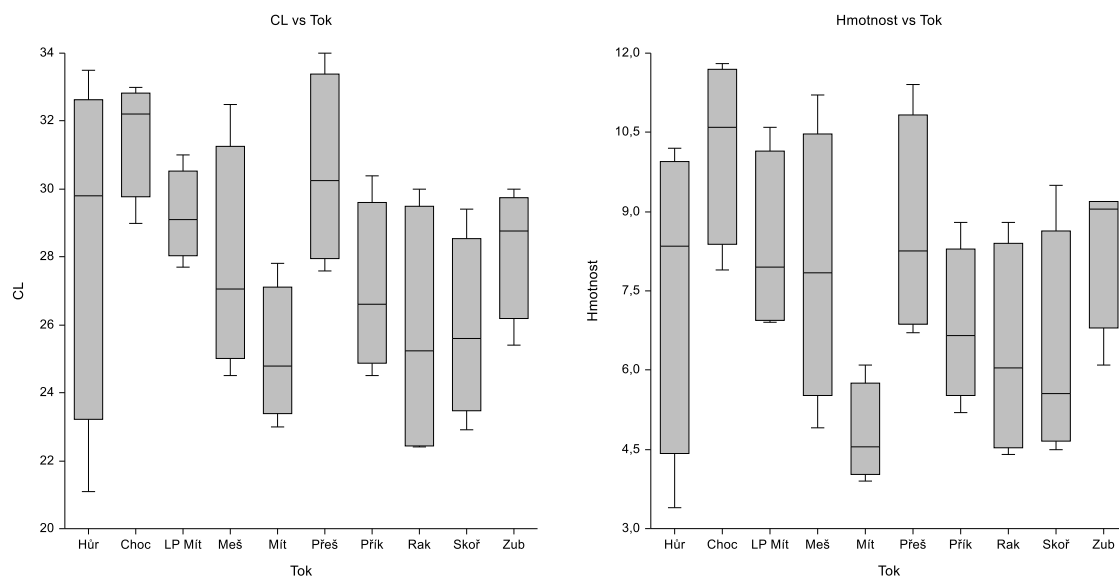 CL vs Tok
34
32
30
28
26
24
22
20
CL
Hůr Choc LP Mít Meš Mít Přeš Přík Rak Skoř Zub
Tok
Hmotnost vs Tok
12,0
10,5
9,0
7,5
6,0
4,5
3,0
Hmotnost
Hůr Choc LP Mít Meš Mít Přeš Přík Rak Skoř Zub
Tok